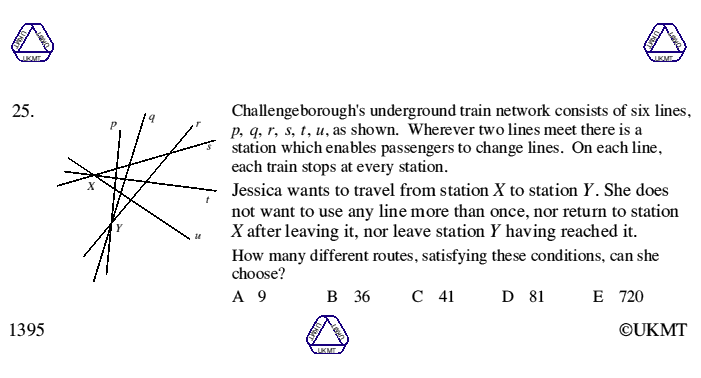 25.
p
q
r
s
X
t
Y
u
Challengeborough's underground train network consists of six lines,
p, q, r, s, t, u, as shown. Wherever two lines meet there is a
station which enables passengers to change lines. On each line,
each train stops at every station.
Jessica wants to travel from station X to station Y. She does
not want to use any line more than once, nor return to station
X after leaving it, nor leave station Y having reached it.
How many different routes, satisfying these conditions, can she
choose?
A 9 B 36 C 41 D 81 E 720
1395
UKMT
©UKMT